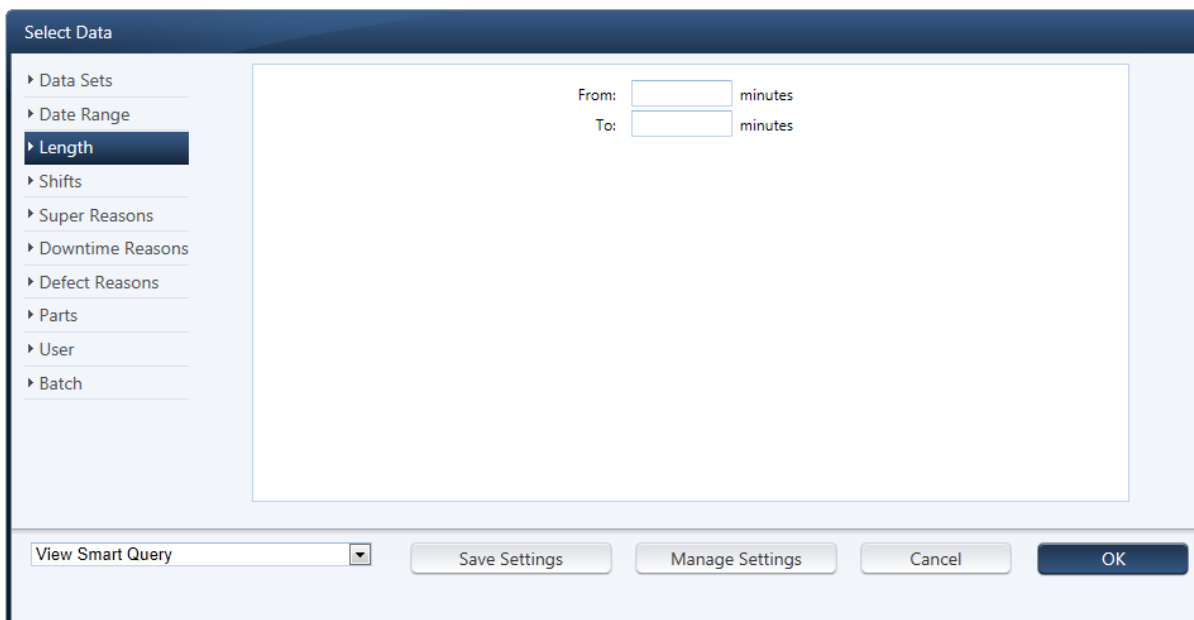 Select Data
Data Sets
Date Range
Length
Shifts
Super Reasons
Downtime Reasons
Defect Reasons
Parts
User
Batch
From: minutes
To: minutes
View Smart Query
Save Settings
Manage Settings
Cancel
OK